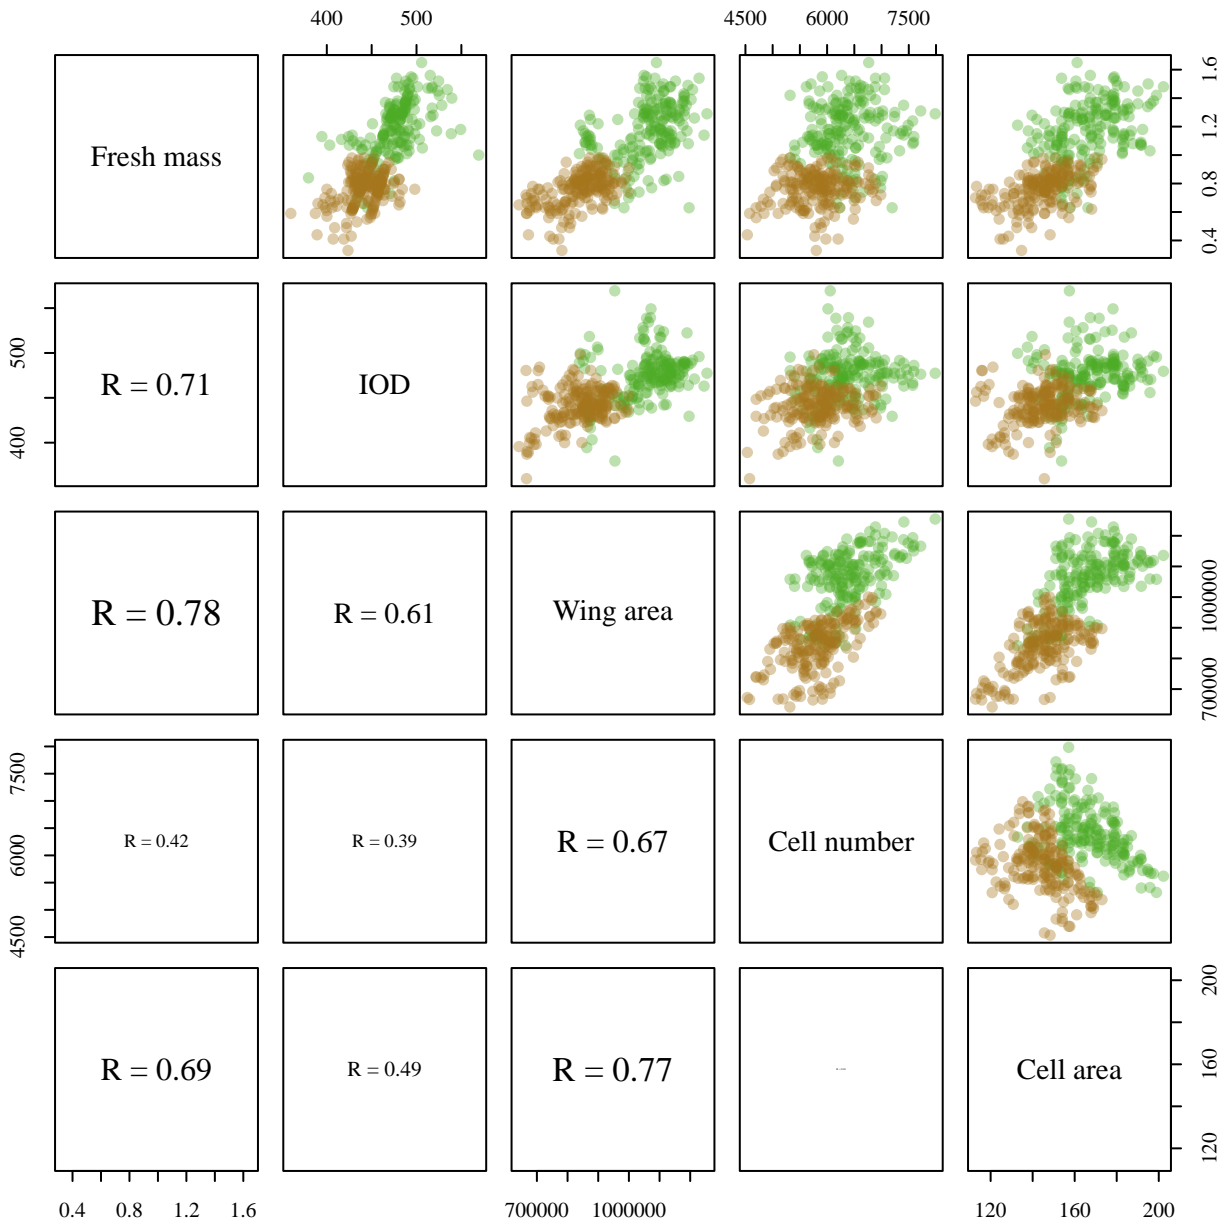 400 500 4500 6000 7500
Fresh mass
0.4 0.8 1.2 1.6
400 500
R = 0.71
IOD
R = 0.78
R = 0.61
Wing area
700000 1000000
4500 6000 7500
R = 0.42
R = 0.39
R = 0.67
Cell number
R = 0.69
R = 0.49
R = 0.77
Cell area
120 160 200
0.4 0.8 1.2 1.6 700000 1000000 120 160 200